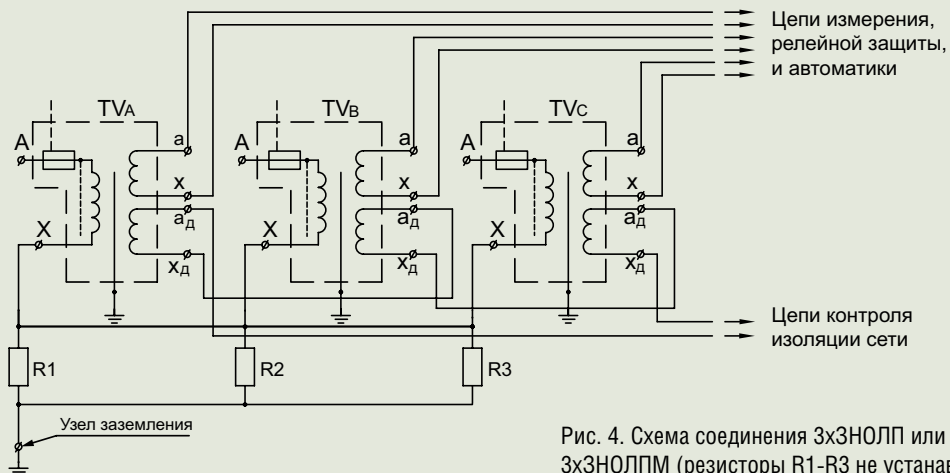 Цепи измерения,
релейной защиты,
и автоматики
TVA
TVB
TVC
A
a
A
a
A
a
x
x
x
X
aд
X
aд
X
aд
xд
xд
xд
Цепи контроля
изоляции сети
R1
R2
R3
Узел заземления
Рис. 4. Схема соединения 3хЗНОЛП или
3хЗНОЛПМ (резисторы R1-R3 не устанав